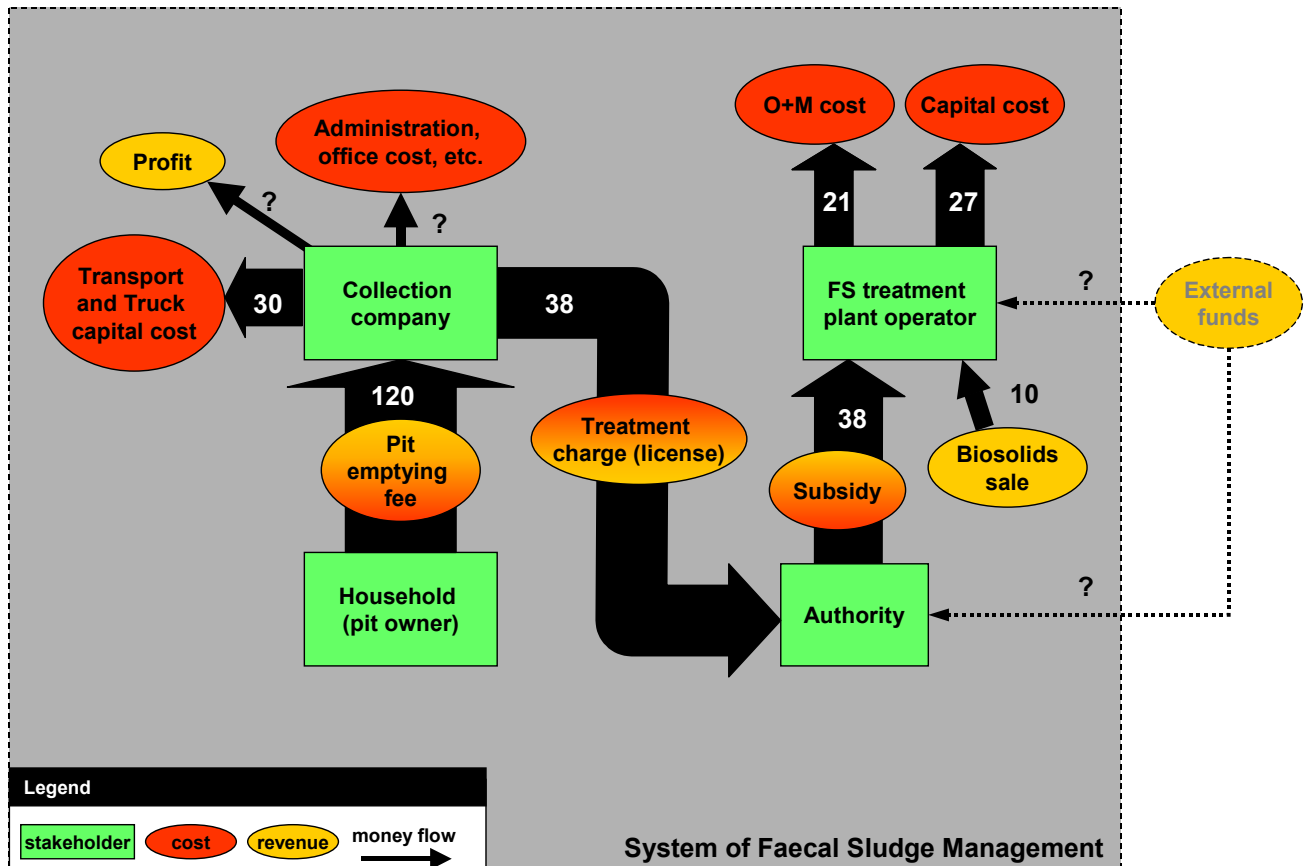 O+M cost
Capital cost
Administration,
office cost, etc.
Profit
?
?
21
27
Transport
and Truck
capital cost
30
Collection
company
38
FS treatment
plant operator
?
External
funds
120
Pit
emptying
fee
Treatment
charge (license)
38
10
Subsidy
Biosolids
sale
Household
(pit owner)
Authority
?
Legend
stakeholder
cost
revenue
money flow
System of Faecal Sludge Management